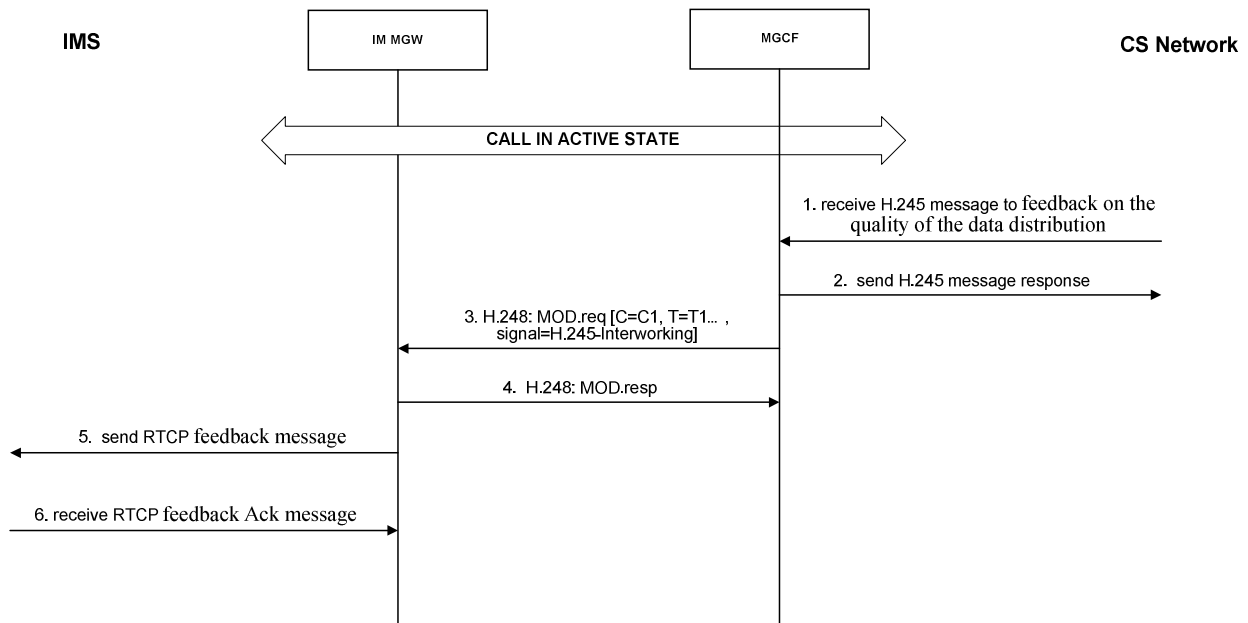 IMS
IM MGW
MGCF
CS Network
CALL IN ACTIVE STATE
1. receive H.245 message to feedback on the
quality of the data distribution
2. send H.245 message response
3. H.248: MOD.req [C=C1, T=T1... ,
signal=H.245-Interworking]
4. H.248: MOD.resp
5. send RTCP feedback message
6. receive RTCP feedback Ack message